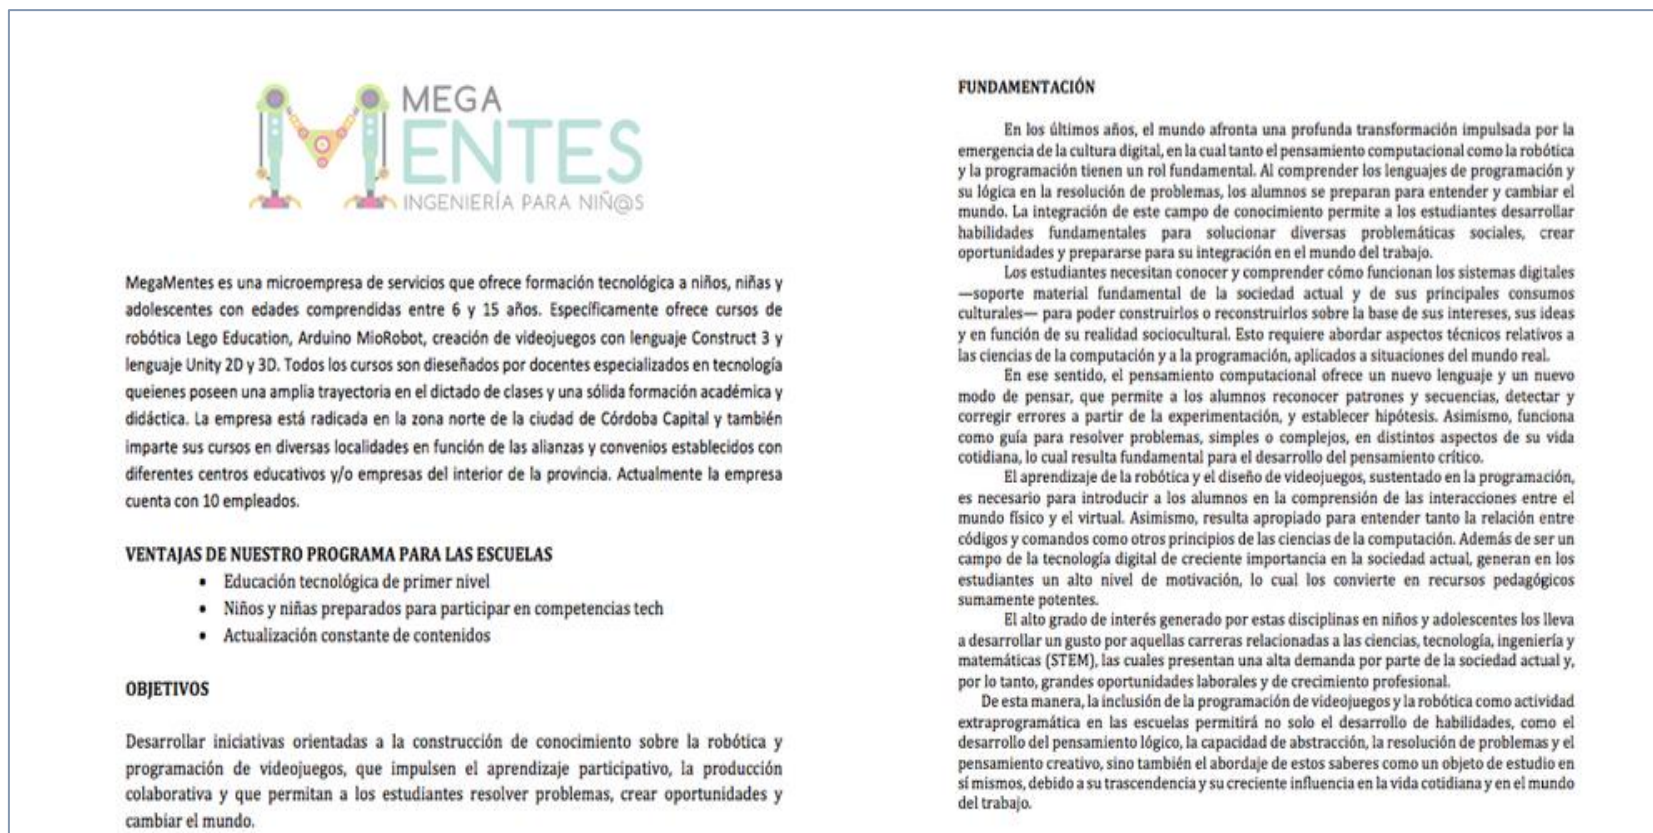 MEGA
MENTES
INGENIERÍA PARA NIÑ@S
MegaMentes es una microempresa de servicios que ofrece formación tecnológica a niños, niñas y
adolescentes con edades comprendidas entre 6 y 15 años. Específicamente ofrece cursos de
robótica Lego Education, Arduino MioRobot, creación de videojuegos con lenguaje Construct 3 y
lenguaje Unity 2D y 3D. Todos los cursos son dieseñados por docentes especializados en tecnología
queienes poseen una amplia trayectoria en el dictado de clases y una sólida formación académica y
didáctica. La empresa está radicada en la zona norte de la ciudad de Córdoba Capital y también
imparte sus cursos en diversas localidades en función de las alianzas y convenios establecidos con
diferentes centros educativos y/o empresas del interior de la provincia. Actualmente la empresa
cuenta con 10 empleados.
VENTAJAS DE NUESTRO PROGRAMA PARA LAS ESCUELAS
• Educación tecnológica de primer nivel
• Niños y niñas preparados para participar en competencias tech
• Actualización constante de contenidos
OBJETIVOS
Desarrollar iniciativas orientadas a la construcción de conocimiento sobre la robótica y
programación de videojuegos, que impulsen el aprendizaje participativo, la producción
colaborativa y que permitan a los estudiantes resolver problemas, crear oportunidades y
cambiar el mundo.
FUNDAMENTACIÓN
En los últimos años, el mundo afronta una profunda transformación impulsada por la
emergencia de la cultura digital, en la cual tanto el pensamiento computacional como la robótica
y la programación tienen un rol fundamental. Al comprender los lenguajes de programación y
su lógica en la resolución de problemas, los alumnos se preparan para entender y cambiar el
mundo. La integración de este campo de conocimiento permite a los estudiantes desarrollar
habilidades fundamentales para solucionar diversas problemáticas sociales, crear
oportunidades y prepararse para su integración en el mundo del trabajo.
Los estudiantes necesitan conocer y comprender cómo funcionan los sistemas digitales
—soporte material fundamental de la sociedad actual y de sus principales consumos
culturales— para poder construirlos o reconstruirlos sobre la base de sus intereses, sus ideas
y en función de su realidad sociocultural. Esto requiere abordar aspectos técnicos relativos a
las ciencias de la computación y a la programación, aplicados a situaciones del mundo real.
En ese sentido, el pensamiento computacional ofrece un nuevo lenguaje y un nuevo
modo de pensar, que permite a los alumnos reconocer patrones y secuencias, detectar y
corregir errores a partir de la experimentación, y establecer hipótesis. Asimismo, funciona
como guía para resolver problemas, simples o complejos, en distintos aspectos de su vida
cotidiana, lo cual resulta fundamental para el desarrollo del pensamiento crítico.
El aprendizaje de la robótica y el diseño de videojuegos, sustentado en la programación,
es necesario para introducir a los alumnos en la comprensión de las interacciones entre el
mundo físico y el virtual. Asimismo, resulta apropiado para entender tanto la relación entre
códigos y comandos como otros principios de las ciencias de la computación. Además de ser un
campo de la tecnología digital de creciente importancia en la sociedad actual, generan en los
estudiantes un alto nivel de motivación, lo cual los convierte en recursos pedagógicos
sumamente potentes.
El alto grado de interés generado por estas disciplinas en niños y adolescentes los lleva
a desarrollar un gusto por aquellas carreras relacionadas a las ciencias, tecnología, ingeniería y
matemáticas (STEM), las cuales presentan una alta demanda por parte de la sociedad actual y,
por lo tanto, grandes oportunidades laborales y de crecimiento profesional.
De esta manera, la inclusión de la programación de videojuegos y la robótica como actividad
extraprogramática en las escuelas permitirá no solo el desarrollo de habilidades, como el
desarrollo del pensamiento lógico, la capacidad de abstracción, la resolución de problemas y el
pensamiento creativo, sino también el abordaje de estos saberes como un objeto de estudio en
sí mismos, debido a su trascendencia y su creciente influencia en la vida cotidiana y en el mundo
del trabajo.